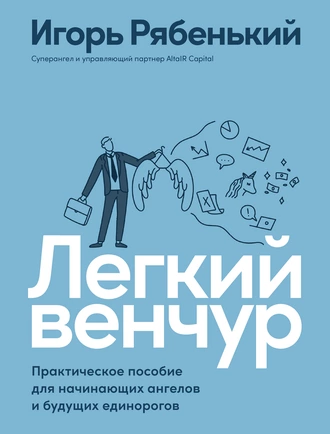 Игорь Рябенький
Суперангел и управляющий партнер AltaIR Capital
Легкий
венчур
Практическое пособие
для начинающих ангелов
и будущих единорогов